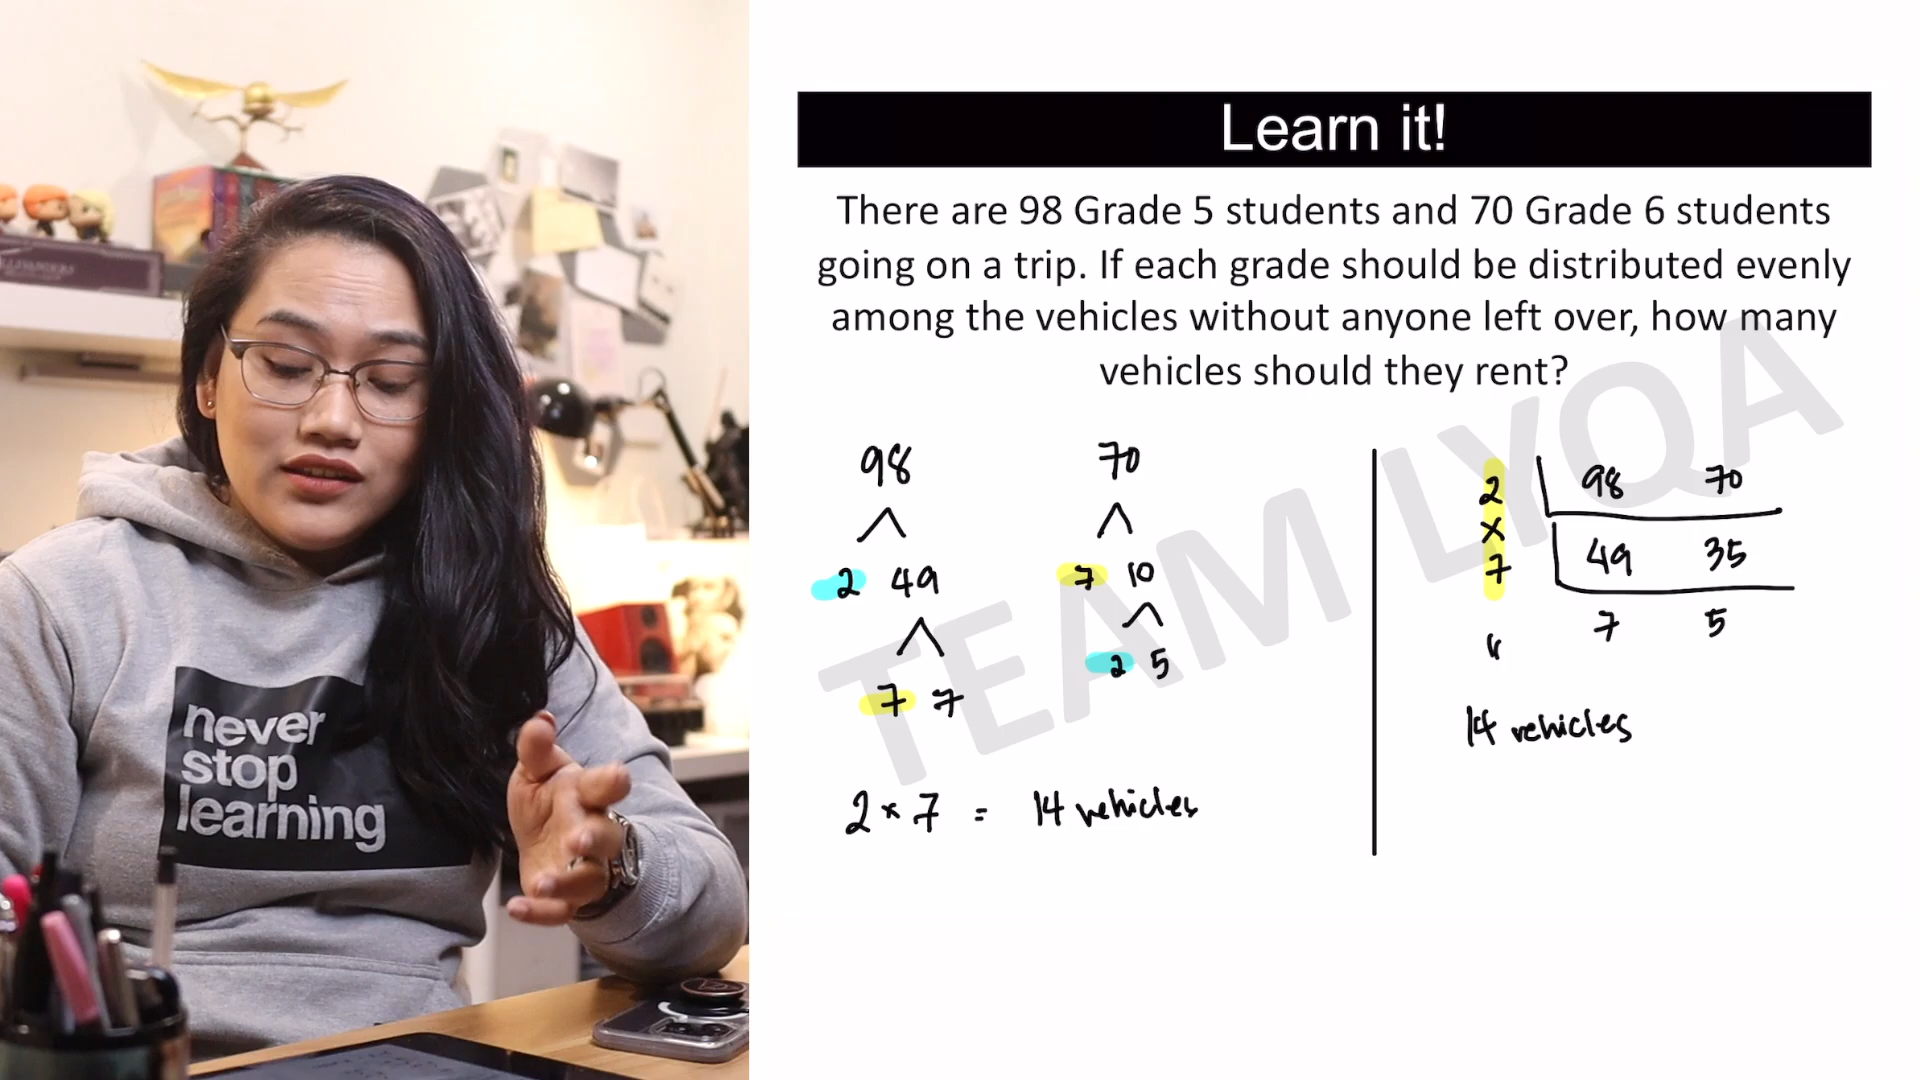 Learn it!
There are 98 Grade 5 students and 70 Grade 6 students
going on a trip. If each grade should be distributed evenly
among the vehicles without anyone left over, how many
vehicles should they rent?
98 70
2 49 7 10
7 7 2 5
2 × 7 = 14 vehicles
2 98 70
×
7 49 35
7 5
14 vehicles
TEAM LYQA
never
stop
learning